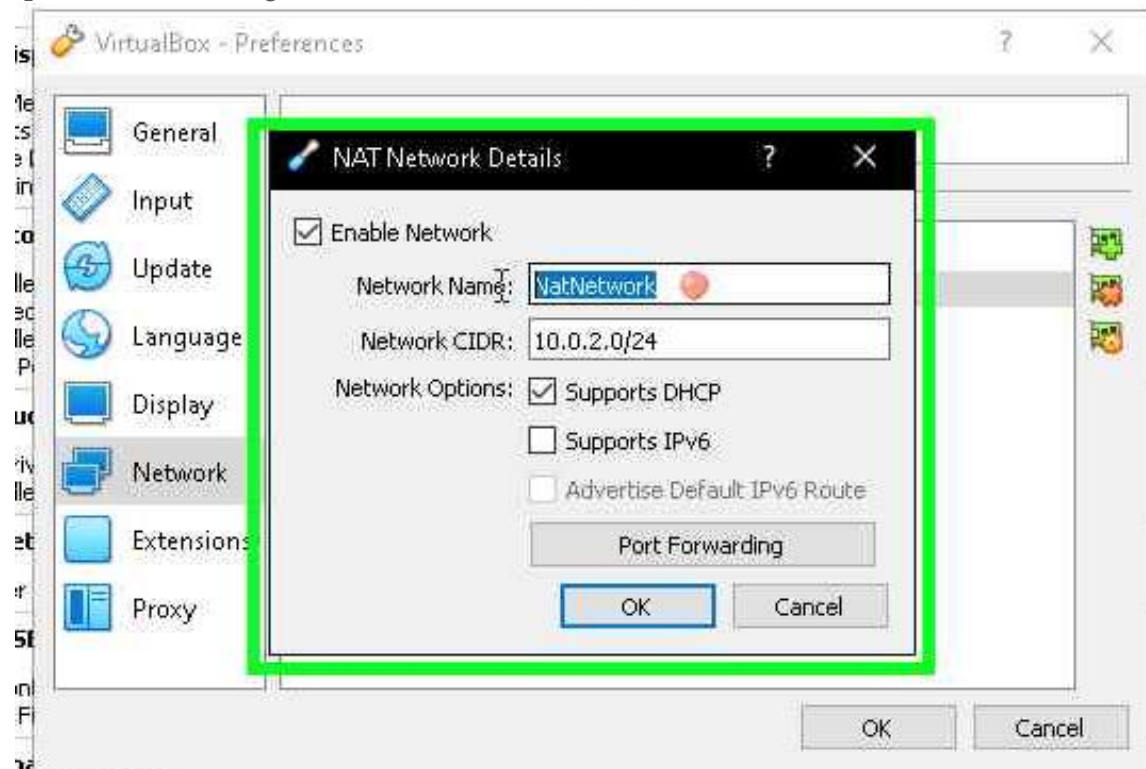 VirtualBox - Preferences
?
General
Input
Update
Language
Display
Network
Extensions
Proxy
NAT Network Details
?
Enable Network
Network Name: NatNetwork
Network CIDR: 10.0.2.0/24
Network Options: Supports DHCP
Supports IPv6
Advertise Default IPv6 Route
Port Forwarding
OK Cancel
OK Cancel